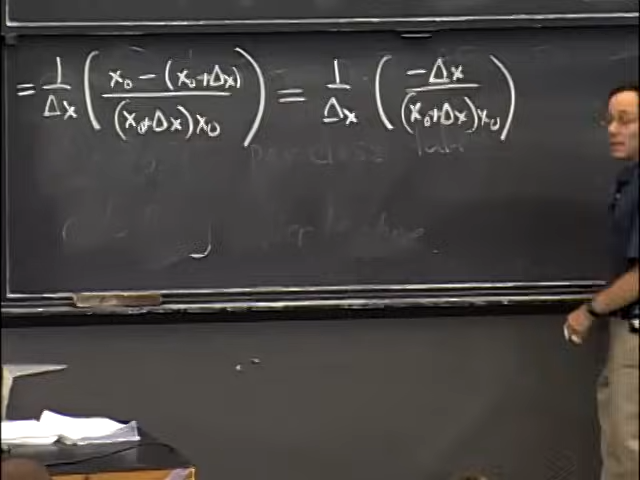 = 1/Δx ( (x₀ - (x₀+Δx)) / ((x₀+Δx)x₀) ) = 1/Δx ( -Δx / ((x₀+Δx)x₀) )